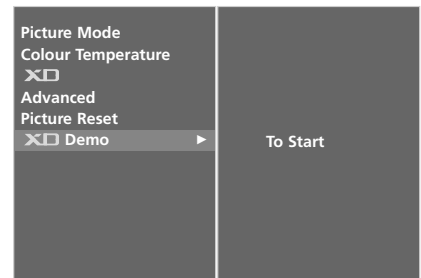 Picture Mode
Colour Temperature
XD
Advanced
Picture Reset
XD Demo ►
To Start